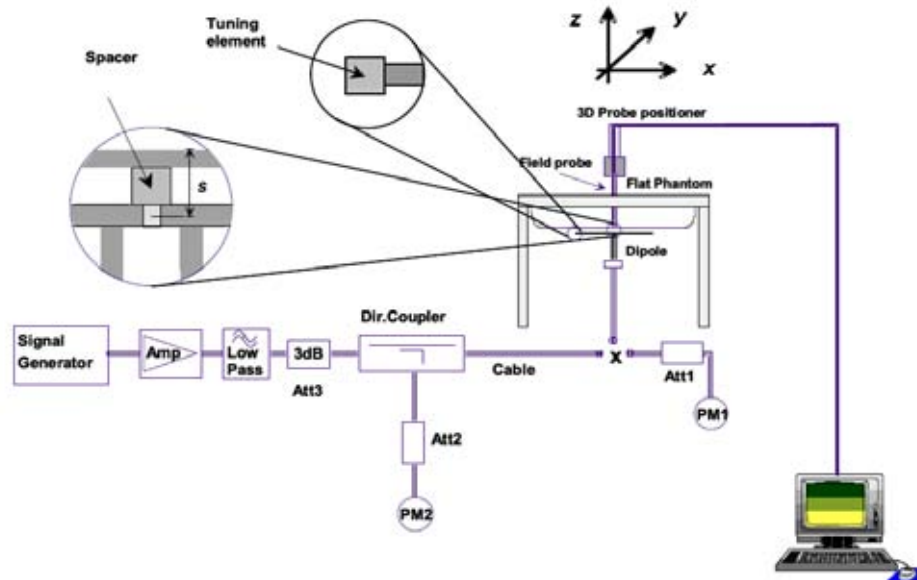 Tuning
element
Spacer
z
y
x
3D Probe positioner
Field probe
Flat Phantom
s
Dipole
Dir.Coupler
Signal
Generator
Amp
Low
Pass
3dB
Att3
Cable
x
Att1
PM1
Att2
PM2